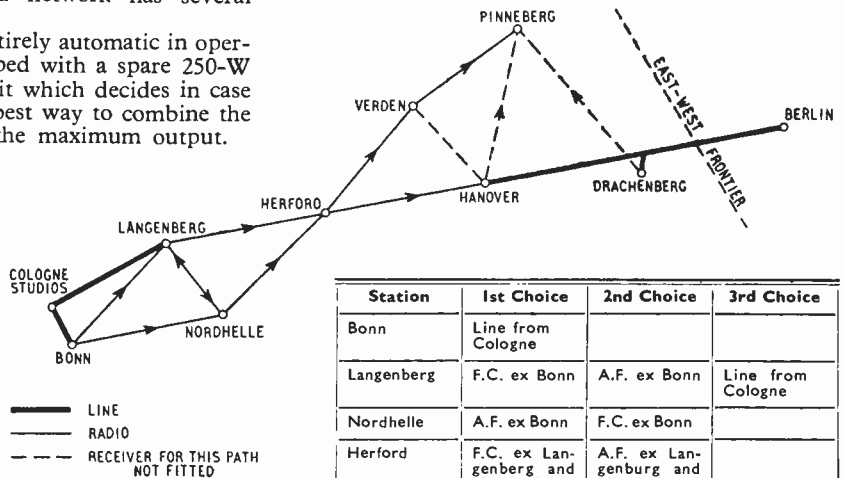 network has several
tirely automatic in oper-
ped with a spare 250-W
it which decides in case
best way to combine the
the maximum output.
PINNEBERG
EAST-WEST FRONTIER
BERLIN
VERDEN
DRACHENBERG
HANOVER
HERFORD
LANGENBERG
COLOGNE
STUDIOS
NORDHELLE
BONN
LINE
RADIO
RECEIVER FOR THIS PATH
NOT FITTED
Station 1st Choice 2nd Choice 3rd Choice
Bonn Line from
Cologne
Langenberg F.C. ex Bonn A.F. ex Bonn Line from
Cologne
Nordhelle A.F. ex Bonn F.C. ex Bonn
Herford F.C. ex Lan- A.F. ex Lan-
genberg and genburg and